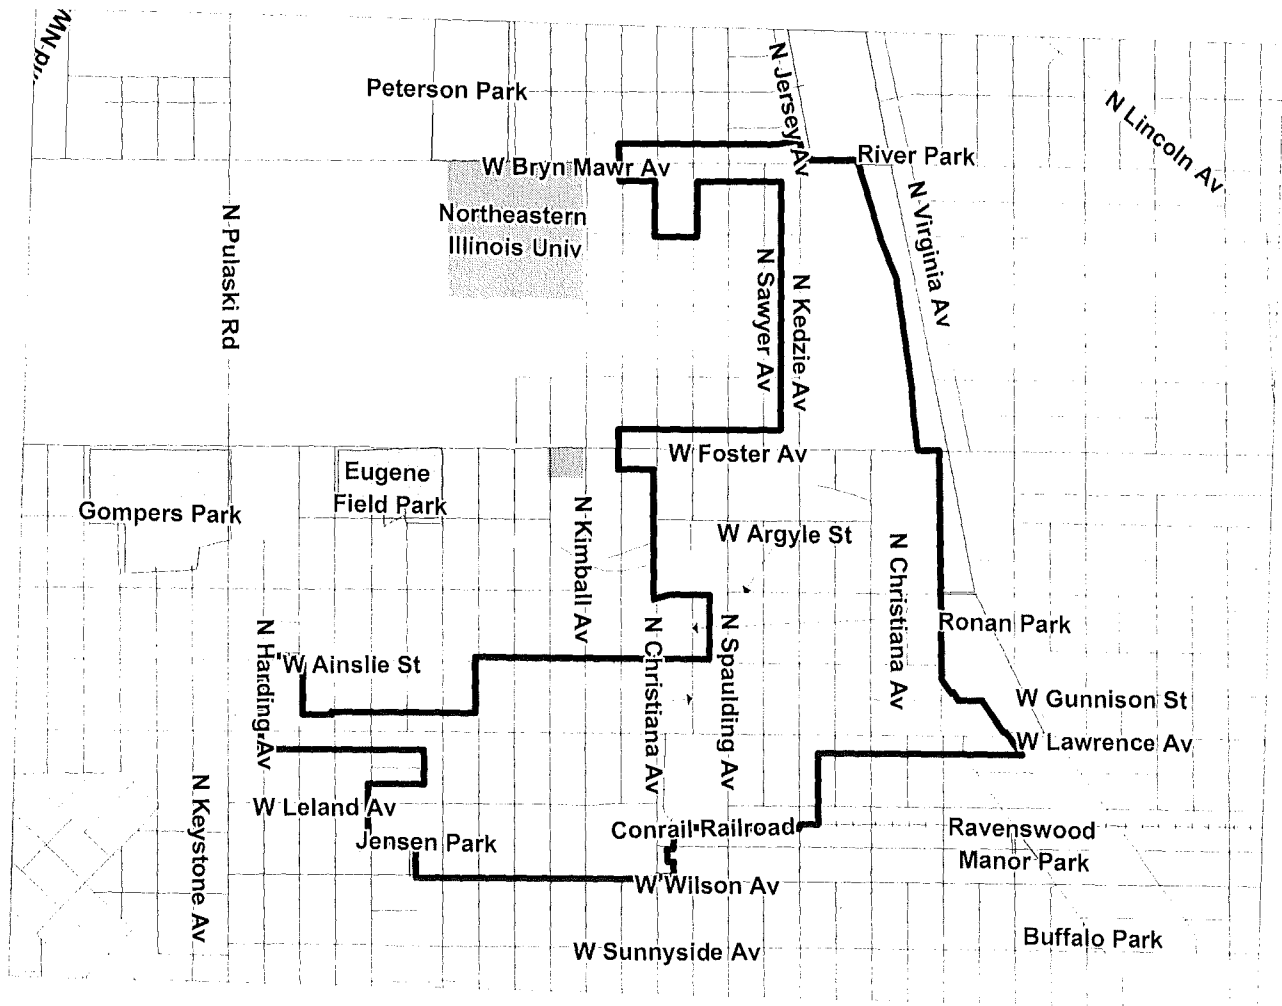 N Jersey Av
Peterson Park
N Lincoln Av
W Bryn Mawr Av
River Park
Northeastern
Illinois Univ
N Virginia Av
N Pulaski Rd
N Sawyer Av
N Kedzie Av
W Foster Av
Eugene
Field Park
Gompers Park
N Kimball Av
W Argyle St
N Christiana Av
Ronan Park
N Harding Av
W Ainslie St
N Christiana Av
N Spaulding Av
W Gunnison St
W Lawrence Av
N Keystone Av
W Leland Av
Conrail Railroad
Ravenswood
Manor Park
Jensen Park
W Wilson Av
W Sunnyside Av
Buffalo Park